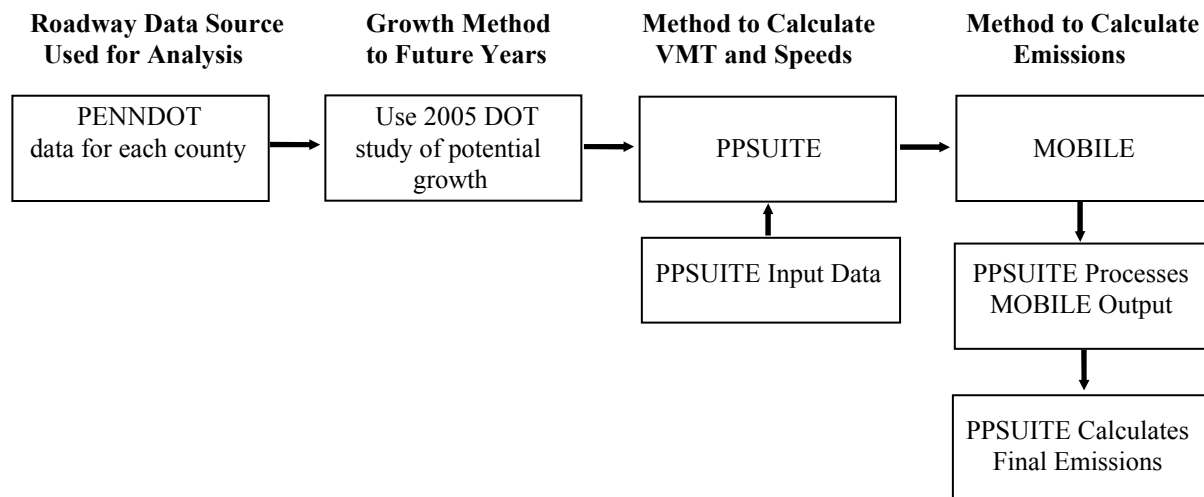 Roadway Data Source
Used for Analysis
Growth Method
to Future Years
Method to Calculate
VMT and Speeds
Method to Calculate
Emissions
PENNDOT
data for each county
Use 2005 DOT
study of potential
growth
PPSUITE
MOBILE
PPSUITE Input Data
PPSUITE Processes
MOBILE Output
PPSUITE Calculates
Final Emissions